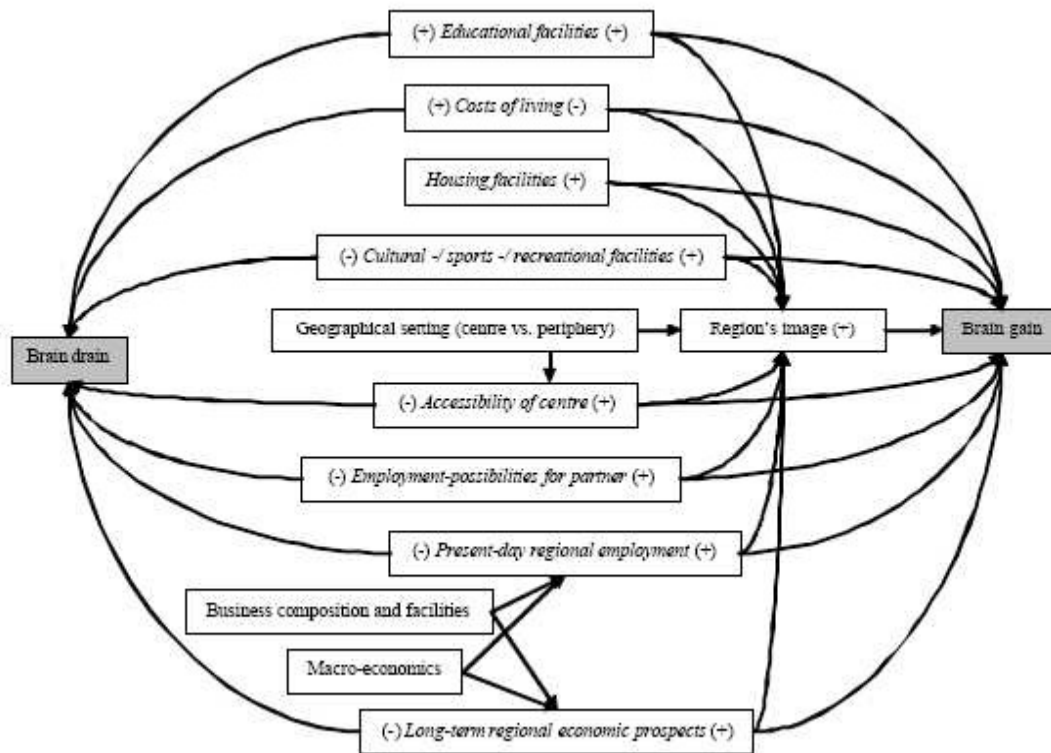 (+) Educational facilities (+)
(+) Costs of living (-)
Housing facilities (+)
(-) Cultural -/ sports -/ recreational facilities (+)
Geographical setting (centre vs. periphery)
Region's image (+)
Brain gain
Brain drain
(-) Accessibility of centre (+)
(-) Employment-possibilities for partner (+)
(-) Present-day regional employment (+)
Business composition and facilities
Macro-economics
(-) Long-term regional economic prospects (+)